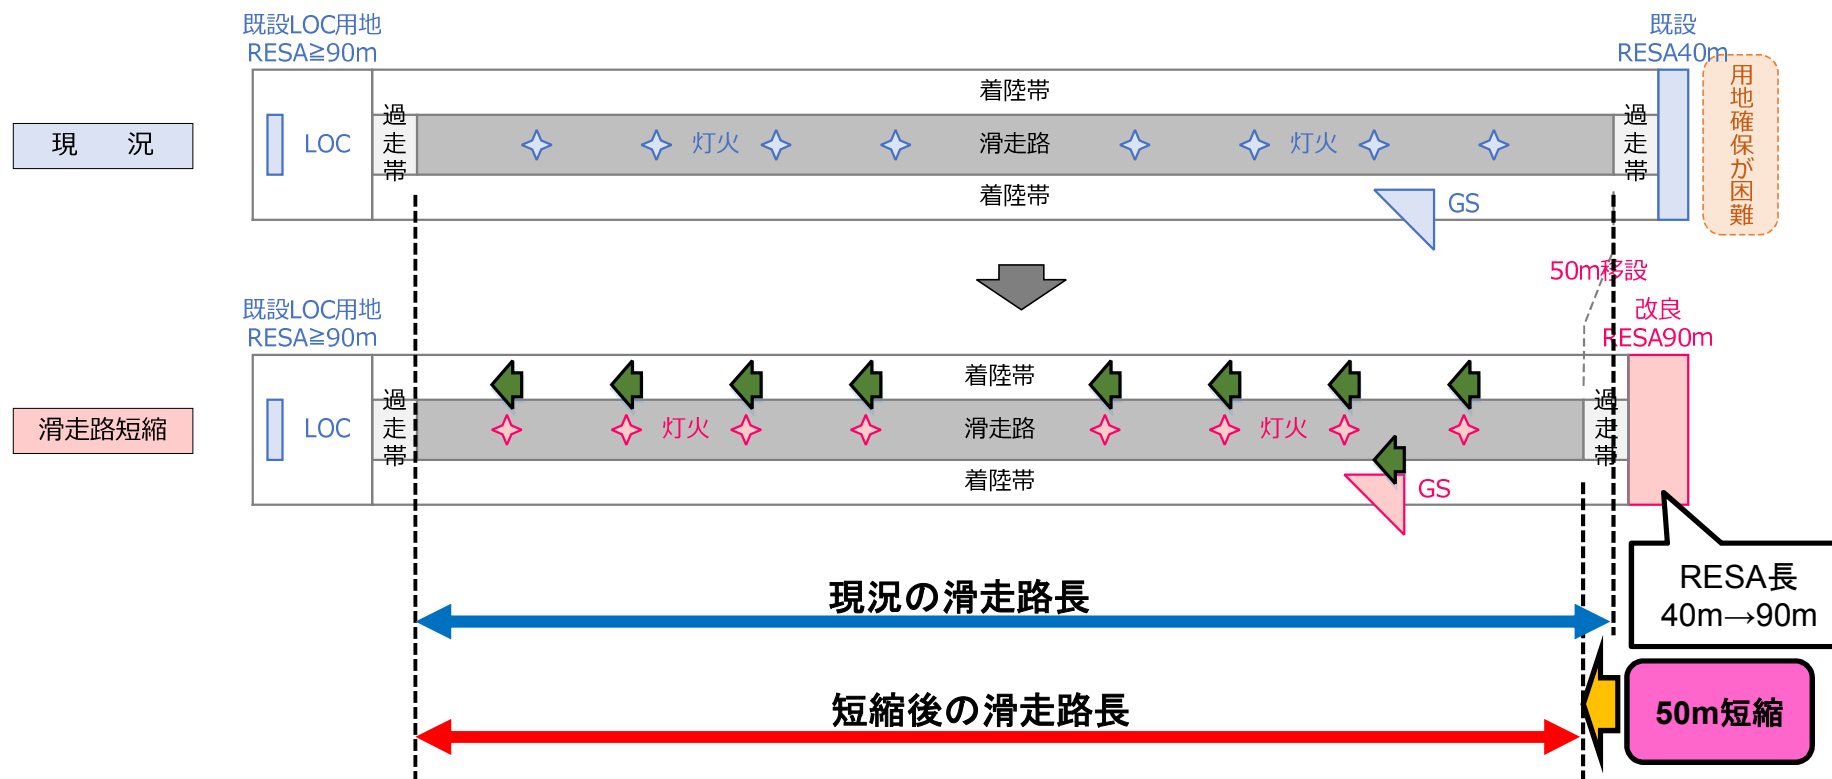 既設LOC用地
RESA≧90m
既設
RESA40m
現　況
LOC
過走帯
着陸帯
灯火
滑走路
灯火
着陸帯
過走帯
GS
用地確保が困難
50m移設
既設LOC用地
RESA≧90m
改良
RESA90m
滑走路短縮
LOC
過走帯
着陸帯
灯火
滑走路
灯火
着陸帯
過走帯
GS
RESA長
40m→90m
現況の滑走路長
短縮後の滑走路長
50m短縮